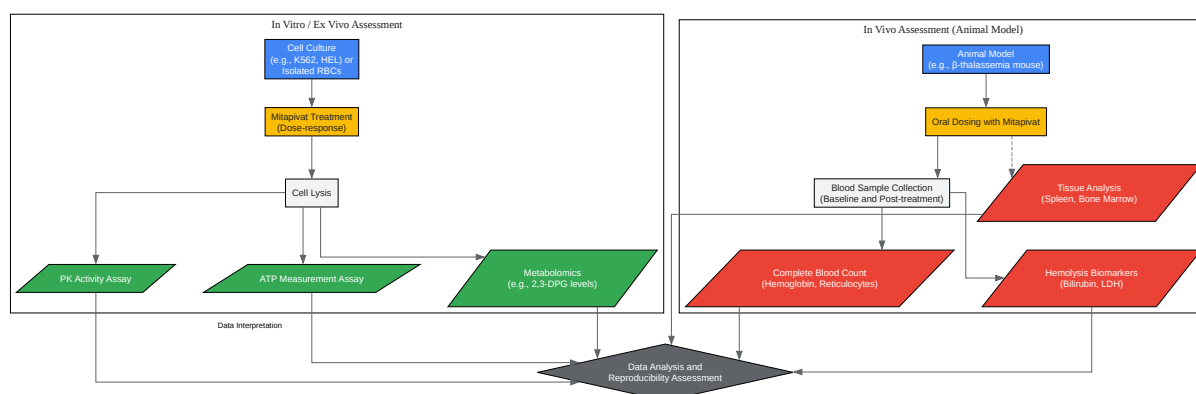 In Vitro / Ex Vivo Assessment
Cell Culture
(e.g., K562, HEL) or
Isolated RBCs
Mitapivat Treatment
(Dose-response)
Cell Lysis
PK Activity Assay
ATP Measurement Assay
Metabolomics
(e.g., 2,3-DPG levels)
In Vivo Assessment (Animal Model)
Animal Model
(e.g., β-thalassemia mouse)
Oral Dosing with Mitapivat
Blood Sample Collection
(Baseline and Post-treatment)
Tissue Analysis
(Spleen, Bone Marrow)
Complete Blood Count
(Hemoglobin, Reticulocytes)
Hemolysis Biomarkers
(Bilirubin, LDH)
Data Interpretation
Data Analysis and
Reproducibility Assessment